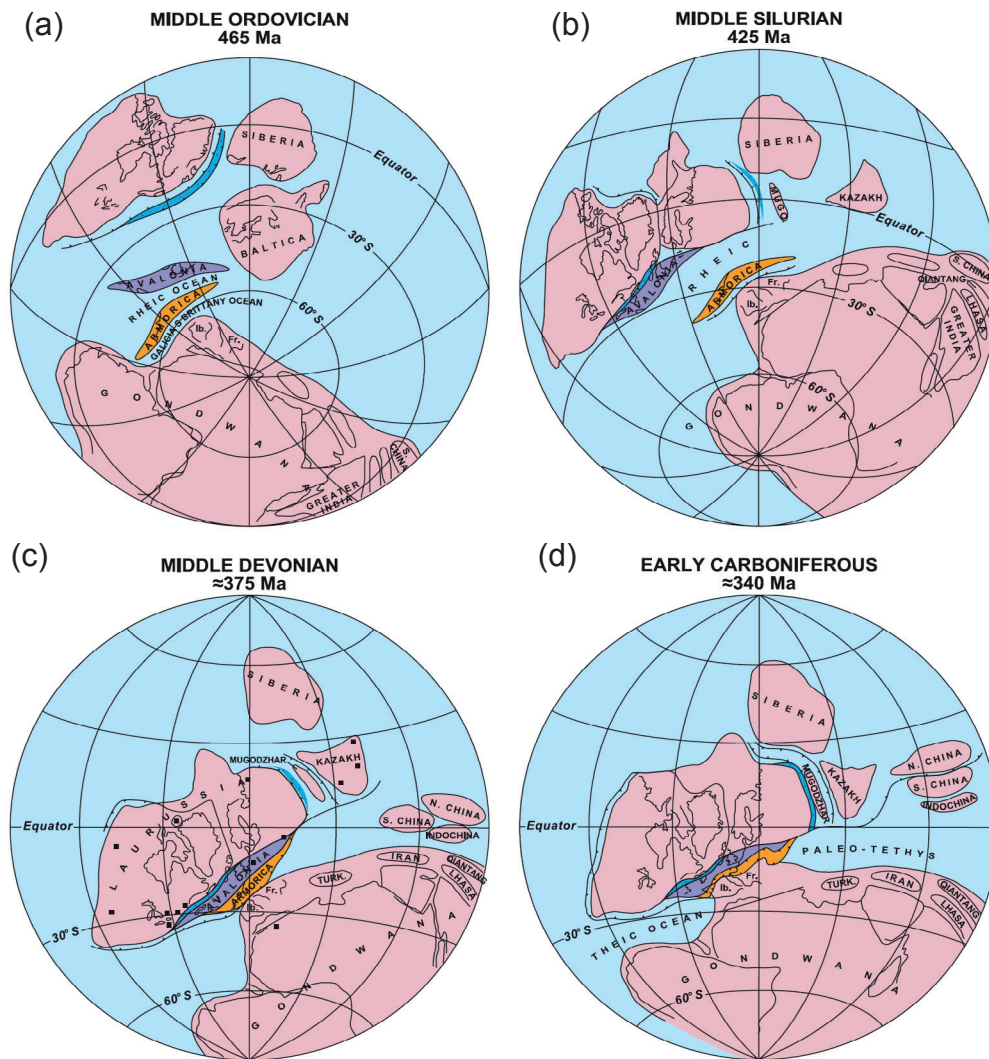 (a)
MIDDLE ORDOVICIAN
465 Ma
SIBERIA
Equator
BALTICA
30° S
AVALONIA
RHEIC OCEAN
ARMORICA
GALICIA'S BRITTANY OCEAN
60° S
Ib.
Fr.
GONDWANA
S. CHINA
GREATER
INDIA
(b)
MIDDLE SILURIAN
425 Ma
SIBERIA
MUGO
KAZAKH
Equator
RHEIC
AVALONIA
ARMORICA
Fr.
Ib.
S. CHINA
QIANTANG
LHASA
GREATER
INDIA
30° S
60° S
GONDWANA
(c)
MIDDLE DEVONIAN
≈375 Ma
SIBERIA
MUGODZHAR
KAZAKH
LAURUSSIA
N. CHINA
S. CHINA
INDOCHINA
Equator
AVALONIA
ARMORICA
Fr.
Ib.
TURK.
IRAN
QIANTANG
LHASA
30° S
60° S
GONDWANA
(d)
EARLY CARBONIFEROUS
≈340 Ma
SIBERIA
MUGODZHAR
KAZAKH
N. CHINA
S. CHINA
INDOCHINA
Equator
PALEO-TETHYS
Fr.
Ib.
TURK.
IRAN
QIANTANG
LHASA
30° S
THEIC OCEAN
GONDWANA
60° S